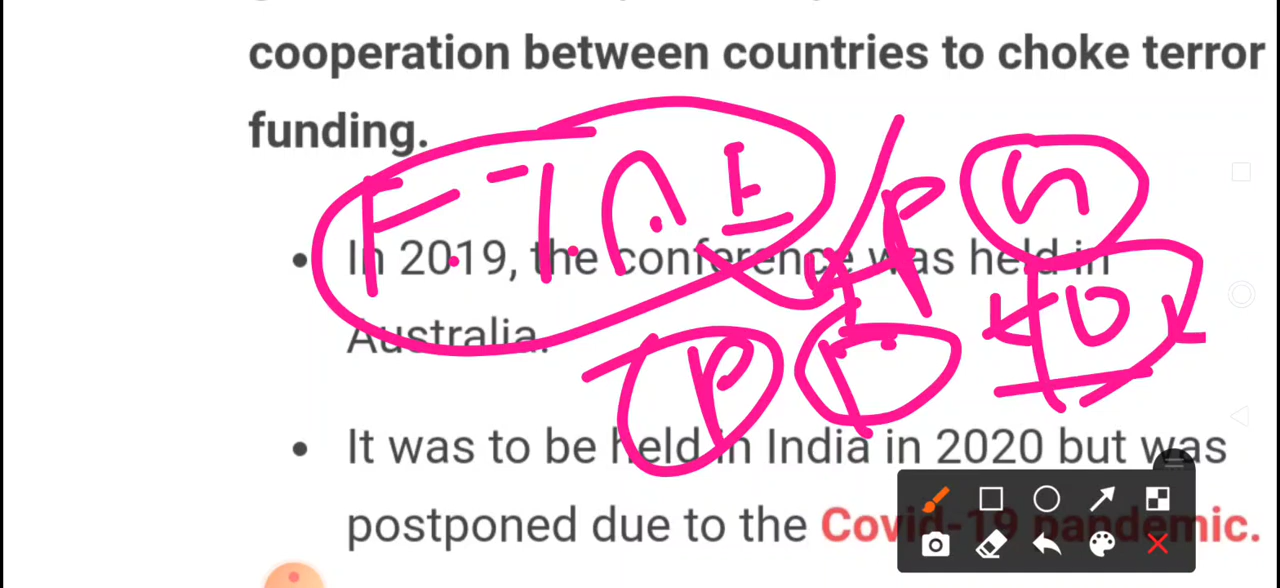 cooperation between countries to choke terror
funding.
F.T.A.F
P
• In 2019, the conference was held in
Australia.
P
• It was to be held in India in 2020 but was
postponed due to the Covid-19 pandemic.